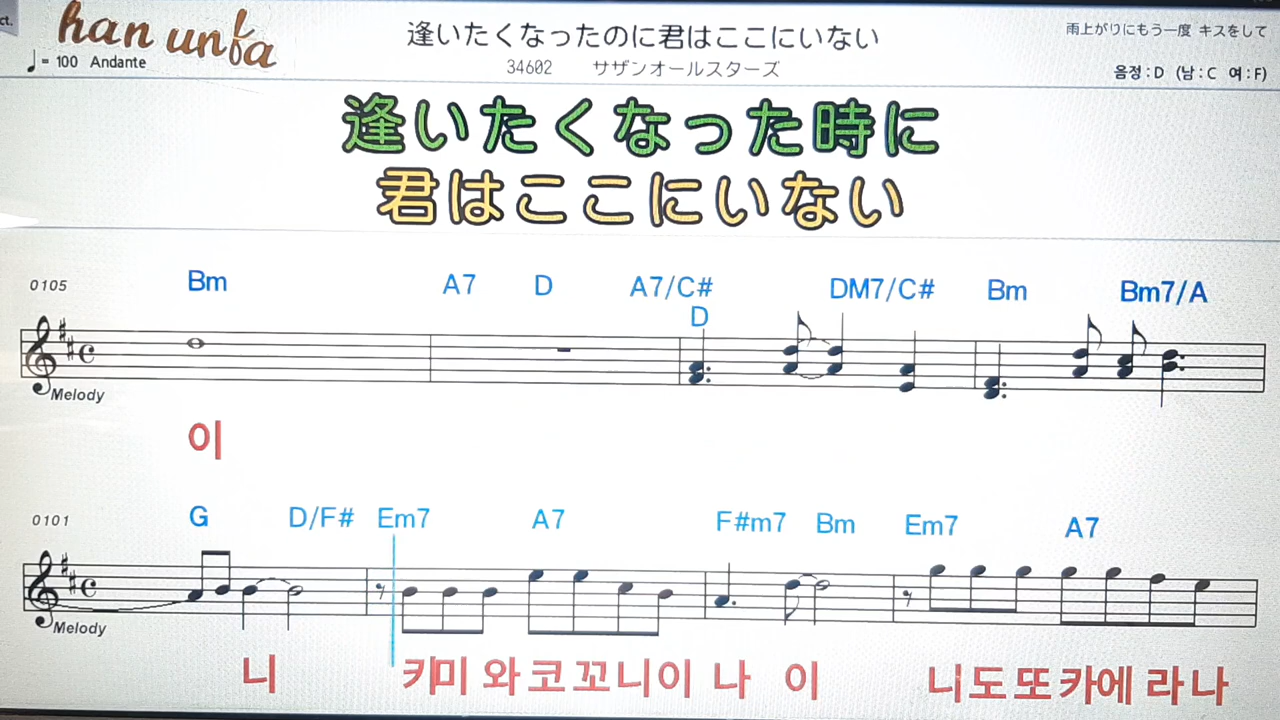 ct.
han unfa
♩= 100 Andante
逢いたくなったのに君はここにいない
34602 サザンオールスターズ
雨上がりにもう一度 キスをして
음정 : D (남 : C 여 : F)
逢いたくなった時に
君はここにいない
0105 Bm A7 D A7/C# DM7/C# Bm Bm7/A
D
Melody
이
0101 G D/F# Em7 A7 F#m7 Bm Em7 A7
Melody
니 키미 와 코 꼬 니 이 나 이 니 도 또 카 에 라 나